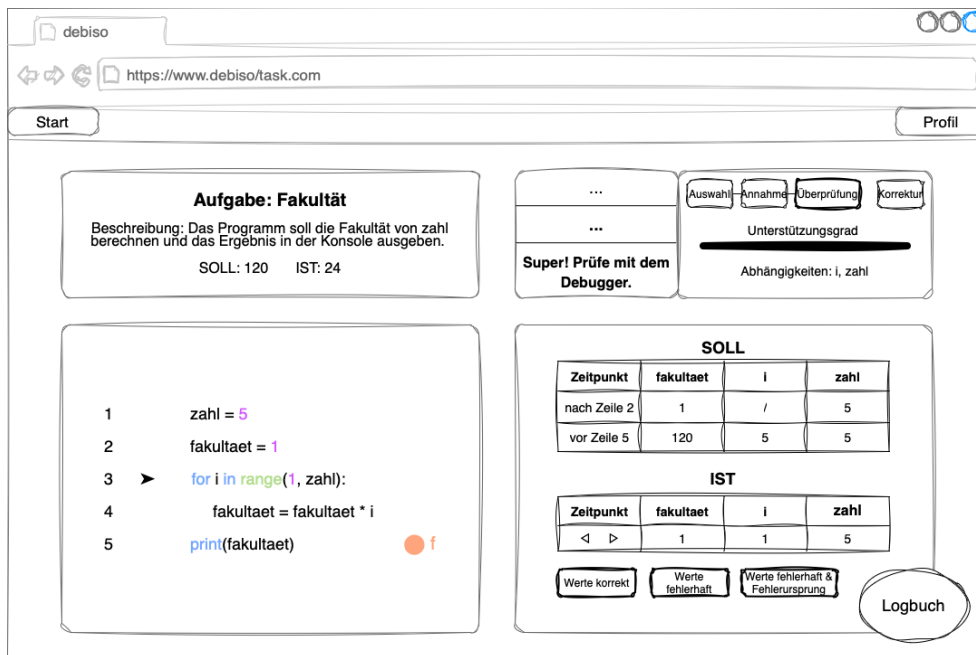 debiso
https://www.debiso/task.com
Start
Profil
Aufgabe: Fakultät
Beschreibung: Das Programm soll die Fakultät von zahl
berechnen und das Ergebnis in der Konsole ausgeben.
SOLL: 120 IST: 24
...
...
Super! Prüfe mit dem
Debugger.
Auswahl Annahme Überprüfung Korrektur
Unterstützungsgrad
Abhängigkeiten: i, zahl
1 zahl = 5
2 fakultaet = 1
3 ➤ for i in range(1, zahl):
4 fakultaet = fakultaet * i
5 print(fakultaet) f
SOLL
Zeitpunkt fakultaet i zahl
nach Zeile 2 1 / 5
vor Zeile 5 120 5 5
IST
Zeitpunkt fakultaet i zahl
1 1 5
Werte korrekt
Werte
fehlerhaft
Werte fehlerhaft &
Fehlerursprung
Logbuch